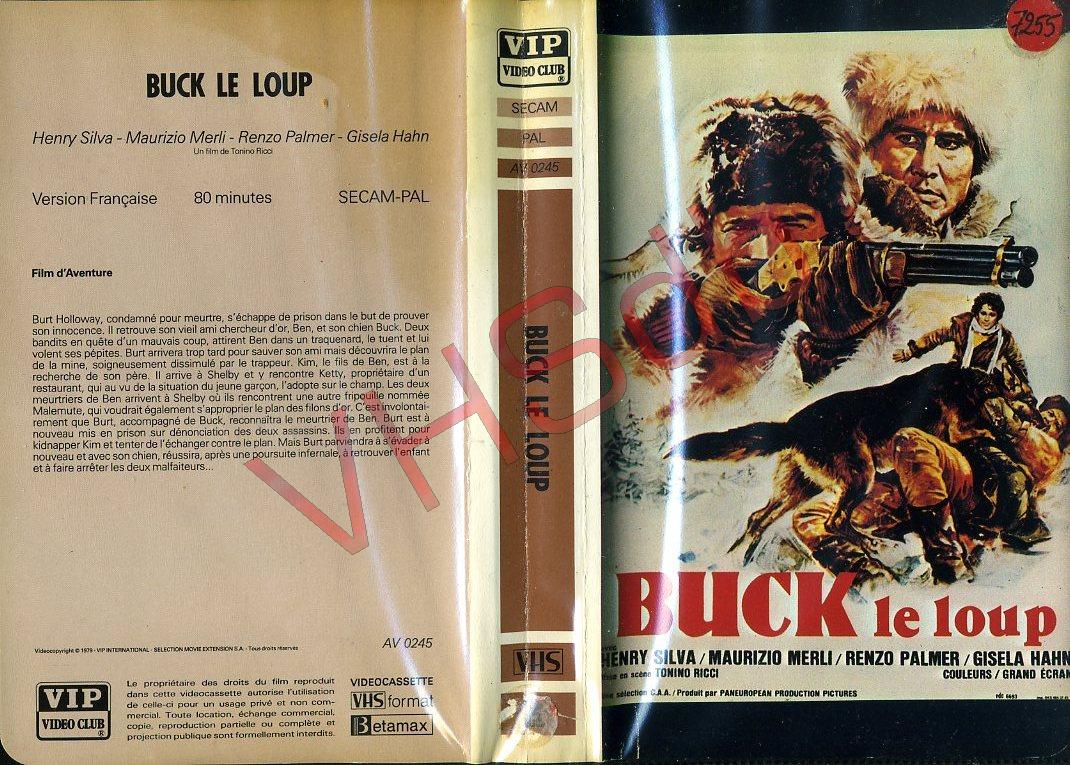 BUCK LE LOUP
Henry Silva - Maurizio Merli - Renzo Palmer - Gisela Hahn
Un film de Tonino Ricci
Version Française 80 minutes SECAM-PAL
Film d'Aventure
Burt Holloway, condamné pour meurtre, s'échappe de prison dans le but de prouver
son innocence. Il retrouve son vieil ami chercheur d'or, Ben, et son chien Buck. Deux
bandits en quête d'un mauvais coup, attirent Ben dans un traquenard, le tuent et lui
volent ses pépites. Burt arrivera trop tard pour sauver son ami mais découvrira le plan
de la mine, soigneusement dissimulé par le trappeur. Kim, le fils de Ben, est à la
recherche de son père. Il arrive à Shelby et y rencontre Ketty, propriétaire d'un
restaurant, qui au vu de la situation du jeune garçon, l'adopte sur le champ. Les deux
meurtriers de Ben arrivent à Shelby où ils rencontrent une autre fripouille nommée
Malemute, qui voudrait également s'approprier le plan des filons d'or. C'est involontai-
rement que Burt, accompagné de Buck, reconnaîtra le meurtrier de Ben. Burt est à
nouveau mis en prison sur dénonciation des deux assassins. Ils en profitent pour
kidnapper Kim et tenter de l'échanger contre le plan. Mais Burt parviendra à s'évader à
nouveau et avec son chien, réussira, après une poursuite infernale, à retrouver l'enfant
et à faire arrêter les deux malfaiteurs...
AV 0245
Videocopyright © 1979 - VIP INTERNATIONAL - SELECTION MOVIE EXTENSION S.A. - Tous droits réservés
VIP
VIDEO CLUB
®
Le propriétaire des droits du film reproduit
dans cette videocassette autorise l'utilisation
de celle-ci pour un usage privé et non com-
mercial. Toute location, échange commercial,
copie, reproduction partielle ou complète et
projection publique sont formellement interdits.
VIDEOCASSETTE
VHS format
Betamax
VIP
VIDEO CLUB
®
SECAM
PAL
AV 0245
BUCK LE LOUP
VHS
7255
BUCK le loup
HENRY SILVA / MAURIZIO MERLI / RENZO PALMER / GISELA HAHN
en scène TONINO RICCI COULEURS / GRAND ÉCRAN
sélection C.A.A. / Produit par PANEUROPEAN PRODUCTION PICTURES
VHSdb